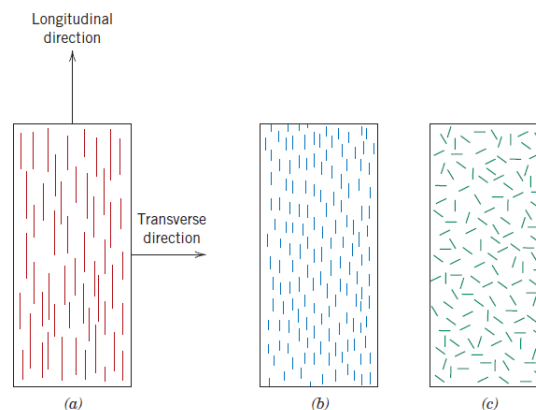 Longitudinal
direction
Transverse
direction
(a)
(b)
(c)